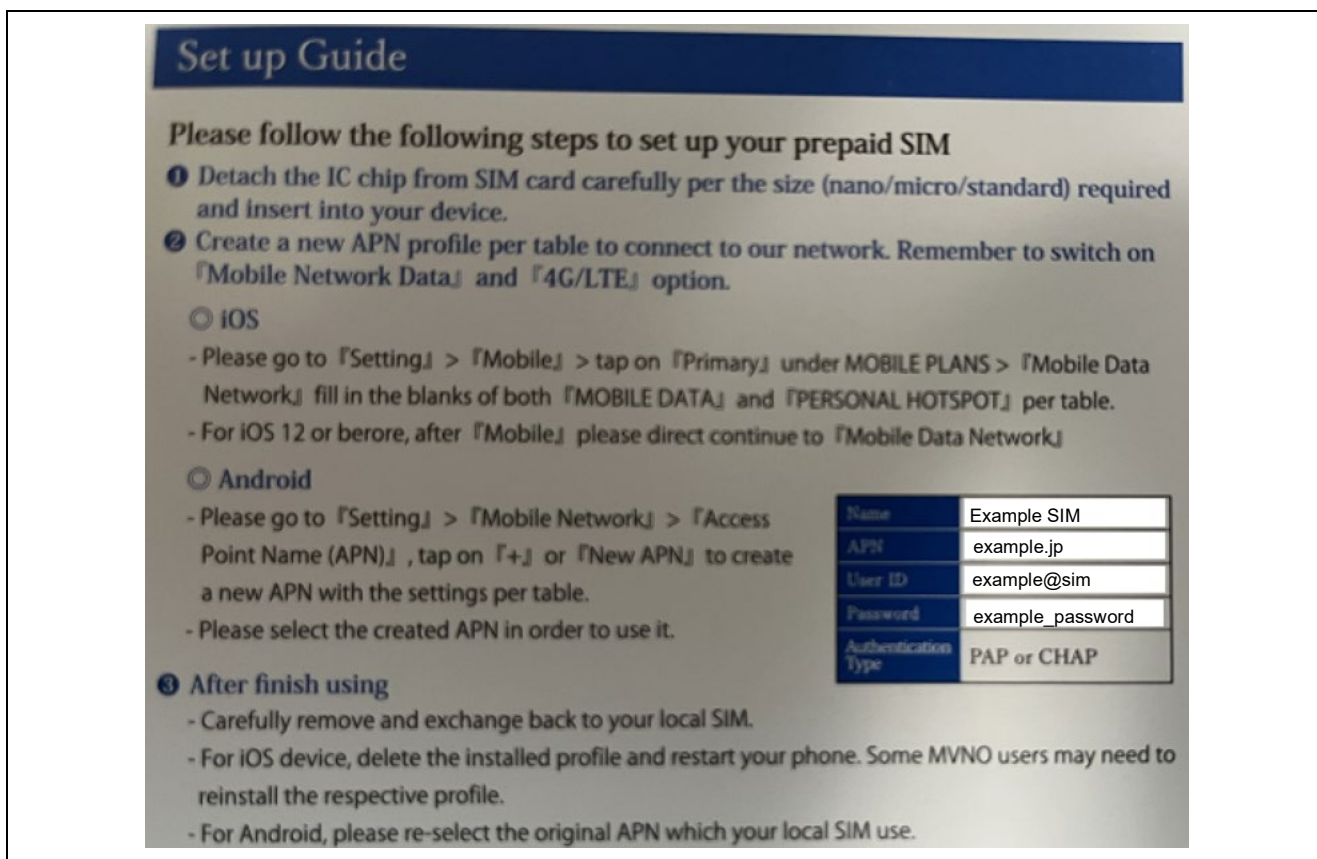 Set up Guide
Please follow the following steps to set up your prepaid SIM
❶ Detach the IC chip from SIM card carefully per the size (nano/micro/standard) required
and insert into your device.
❷ Create a new APN profile per table to connect to our network. Remember to switch on
『Mobile Network Data』 and 『4G/LTE』 option.
◎ iOS
- Please go to 『Setting』 > 『Mobile』 > tap on 『Primary』 under MOBILE PLANS > 『Mobile Data
Network』 fill in the blanks of both 『MOBILE DATA』 and 『PERSONAL HOTSPOT』 per table.
- For iOS 12 or berore, after 『Mobile』 please direct continue to 『Mobile Data Network』
◎ Android
- Please go to 『Setting』 > 『Mobile Network』 > 『Access
Point Name (APN)』 , tap on 『+』 or 『New APN』 to create
a new APN with the settings per table.
- Please select the created APN in order to use it.
Name Example SIM
APN example.jp
User ID example@sim
Password example_password
Authentication
Type PAP or CHAP
❸ After finish using
- Carefully remove and exchange back to your local SIM.
- For iOS device, delete the installed profile and restart your phone. Some MVNO users may need to
reinstall the respective profile.
- For Android, please re-select the original APN which your local SIM use.